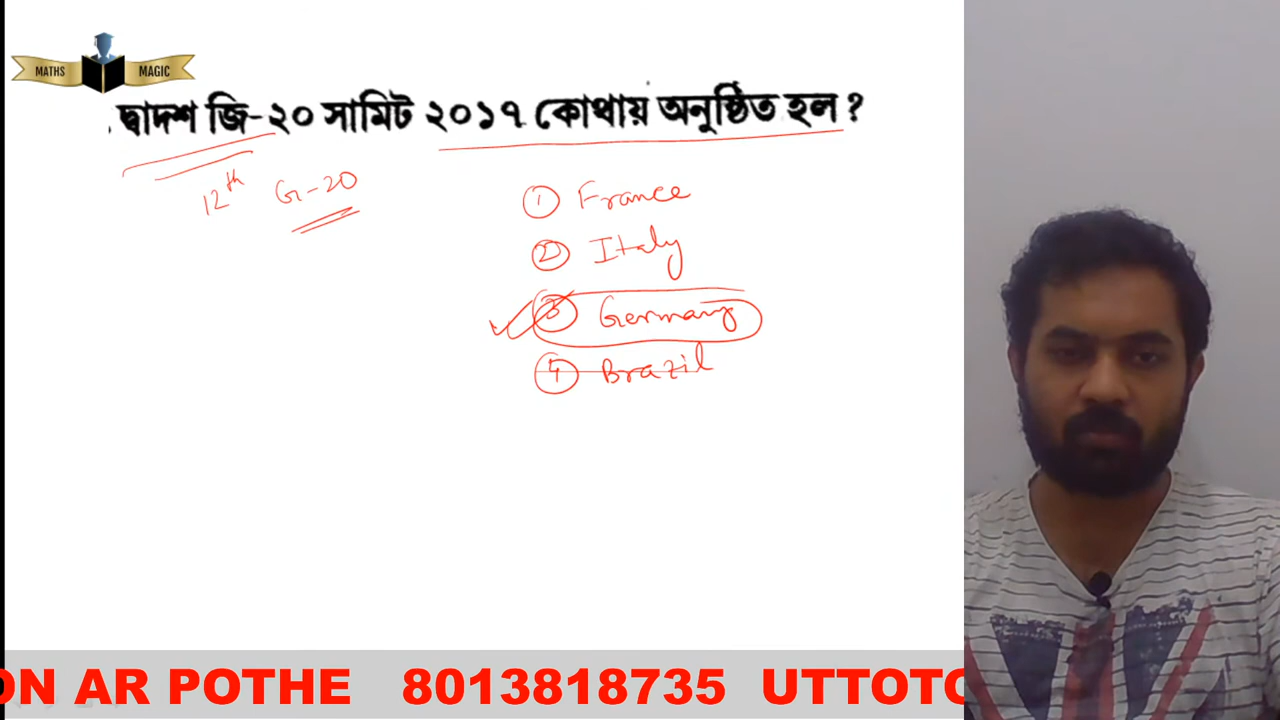 MATHS MAGIC
দ্বাদশ জি-২০ সামিট ২০১৭ কোথায় অনুষ্ঠিত হল ?
12th G-20
① France
② Italy
③ Germany
④ Brazil
ON AR POTHE 8013818735 UTTOTO